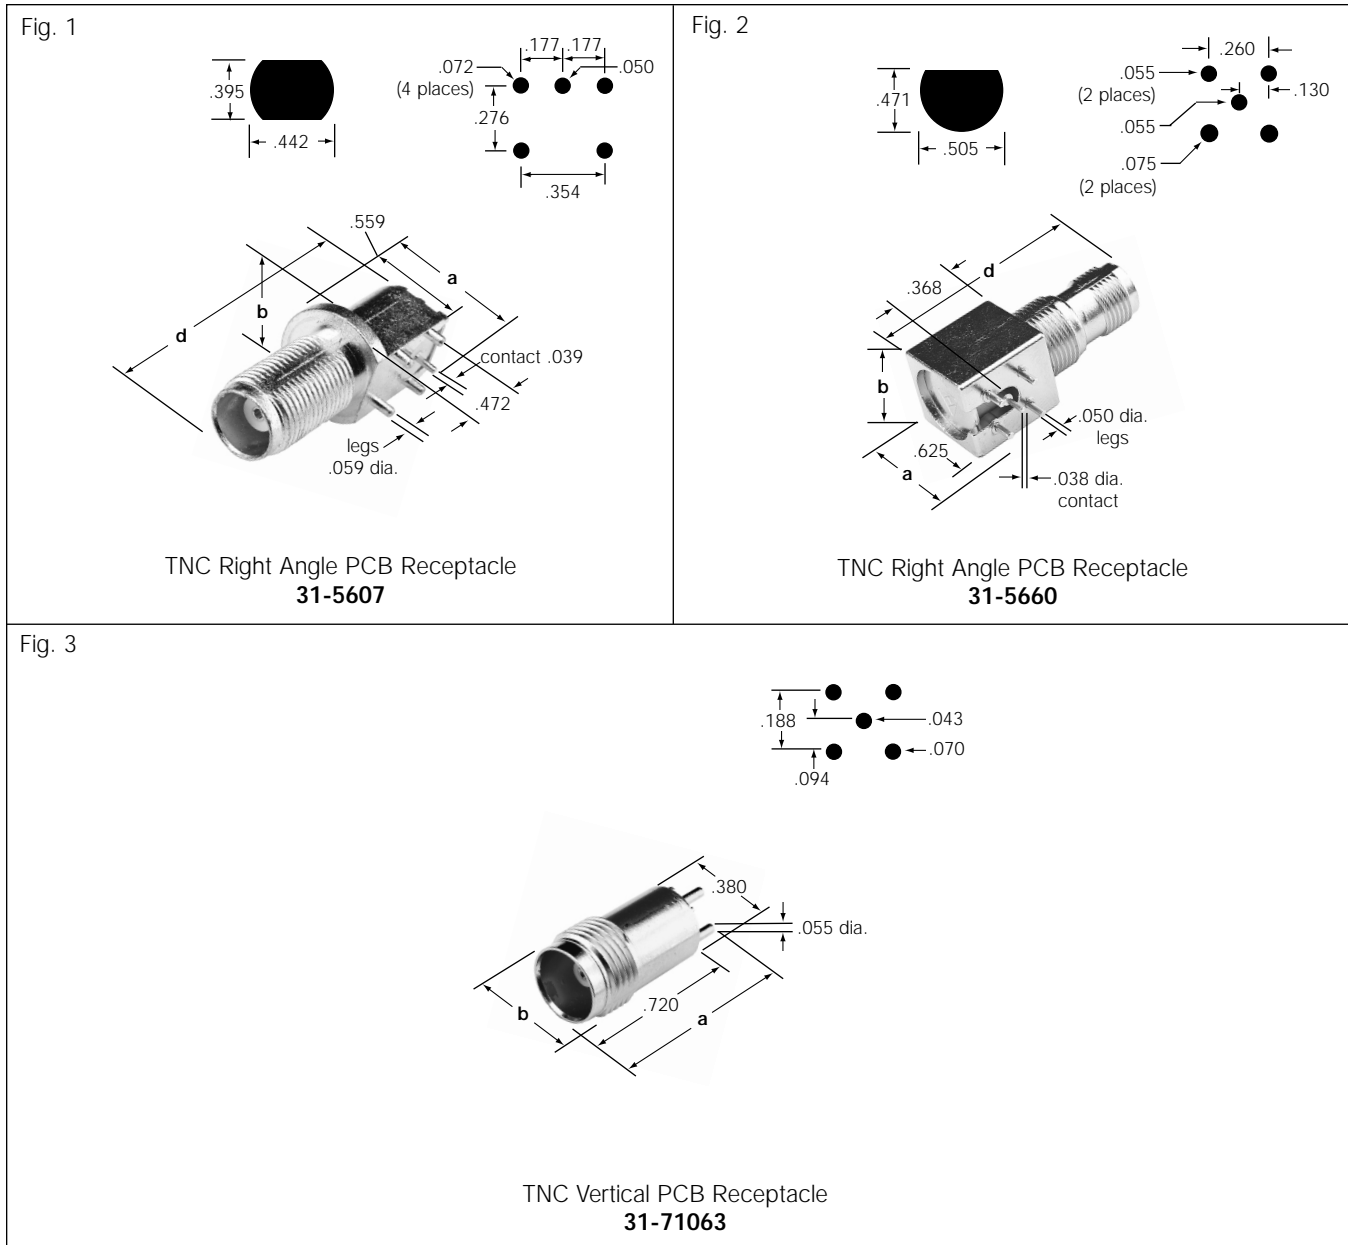 Fig. 1
.395
.442
.177
.177
.072
(4 places)
.050
.276
.354
.559
a
b
d
contact .039
.472
legs
.059 dia.
TNC Right Angle PCB Receptacle
31-5607
Fig. 2
.471
.505
.260
.055
(2 places)
.130
.055
.075
(2 places)
d
.368
b
.050 dia.
legs
.625
a
.038 dia.
contact
TNC Right Angle PCB Receptacle
31-5660
Fig. 3
.188
.043
.070
.094
.380
.055 dia.
.720
b
a
TNC Vertical PCB Receptacle
31-71063